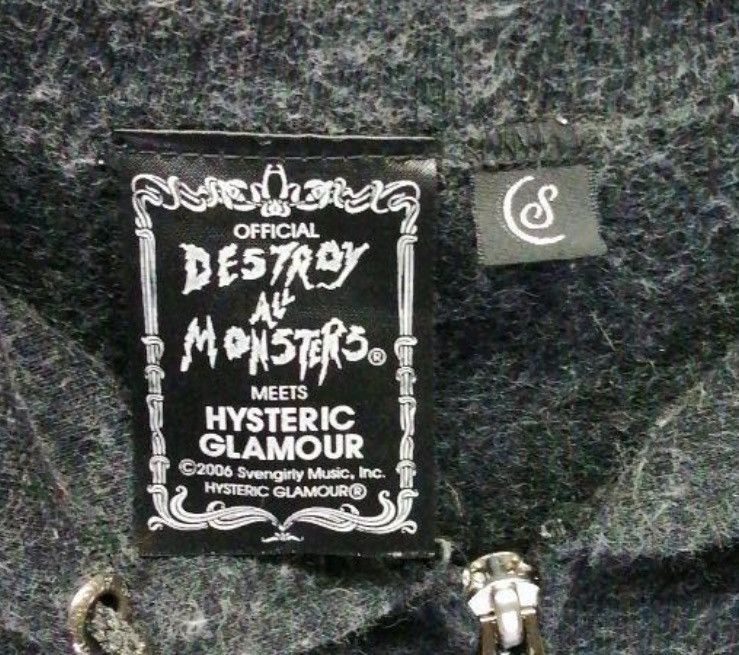 OFFICIAL
DESTROY
ALL
MONSTERS®
MEETS
HYSTERIC
GLAMOUR
©2006 Svengirly Music, Inc.
HYSTERIC GLAMOUR®
S